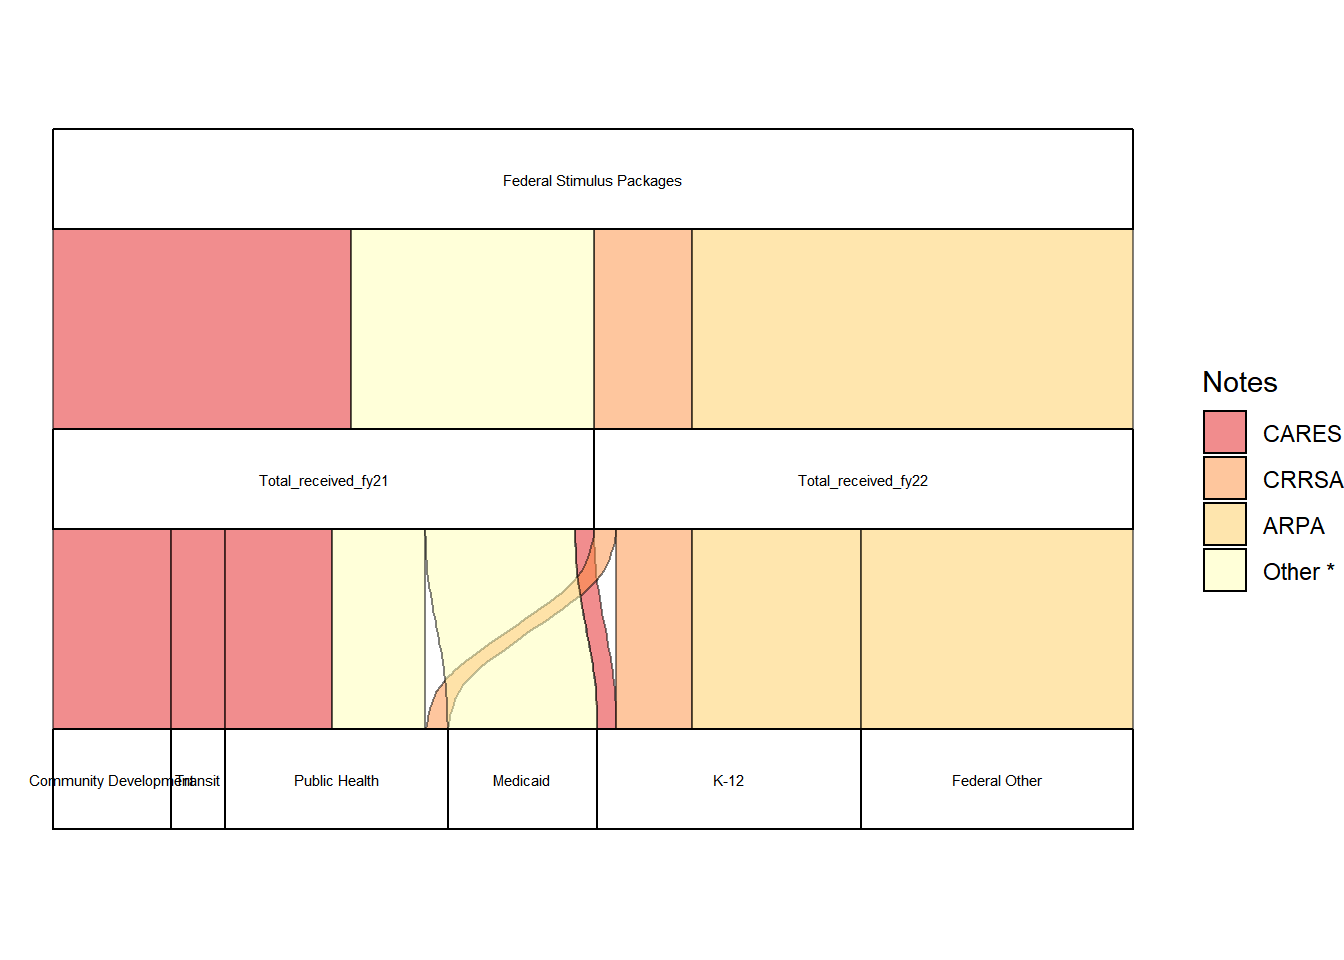 Federal Stimulus Packages
Total_received_fy21
Total_received_fy22
Community Development
Transit
Public Health
Medicaid
K-12
Federal Other
Notes
CARES
CRRSA
ARPA
Other *